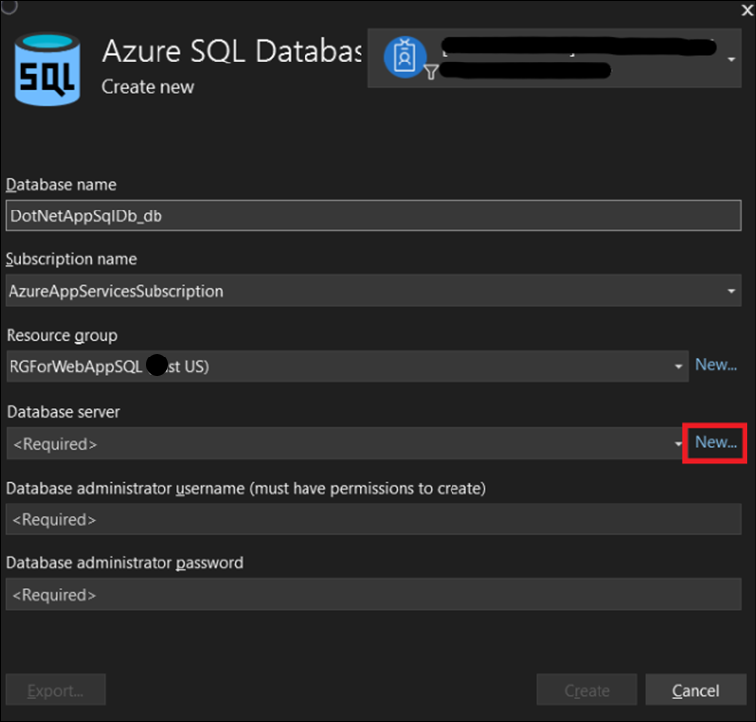 SQL
Azure SQL Databas
Create new
Database name
DotNetAppSqlDb_db
Subscription name
AzureAppServicesSubscription
Resource group
RGForWebAppSQL st US)
New...
Database server
<Required>
New...
Database administrator username (must have permissions to create)
<Required>
Database administrator password
<Required>
Export...
Create
Cancel